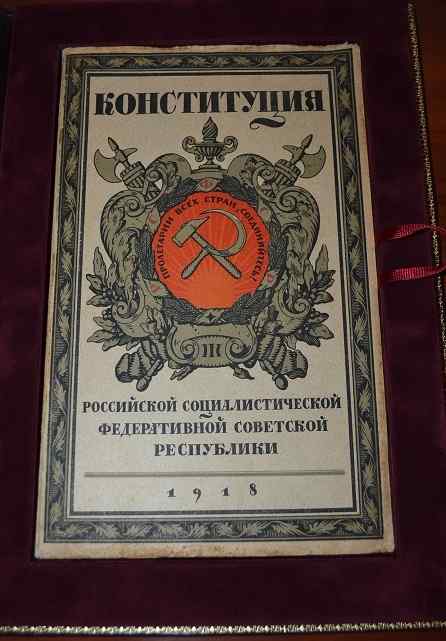 КОНСТИТУЦИЯ
ПРОЛЕТАРИИ ВСЕХ СТРАН, СОЕДИНЯЙТЕСЬ!
РОССИЙСКОЙ СОЦИАЛИСТИЧЕСКОЙ
ФЕДЕРАТИВНОЙ СОВЕТСКОЙ
РЕСПУБЛИКИ
1918